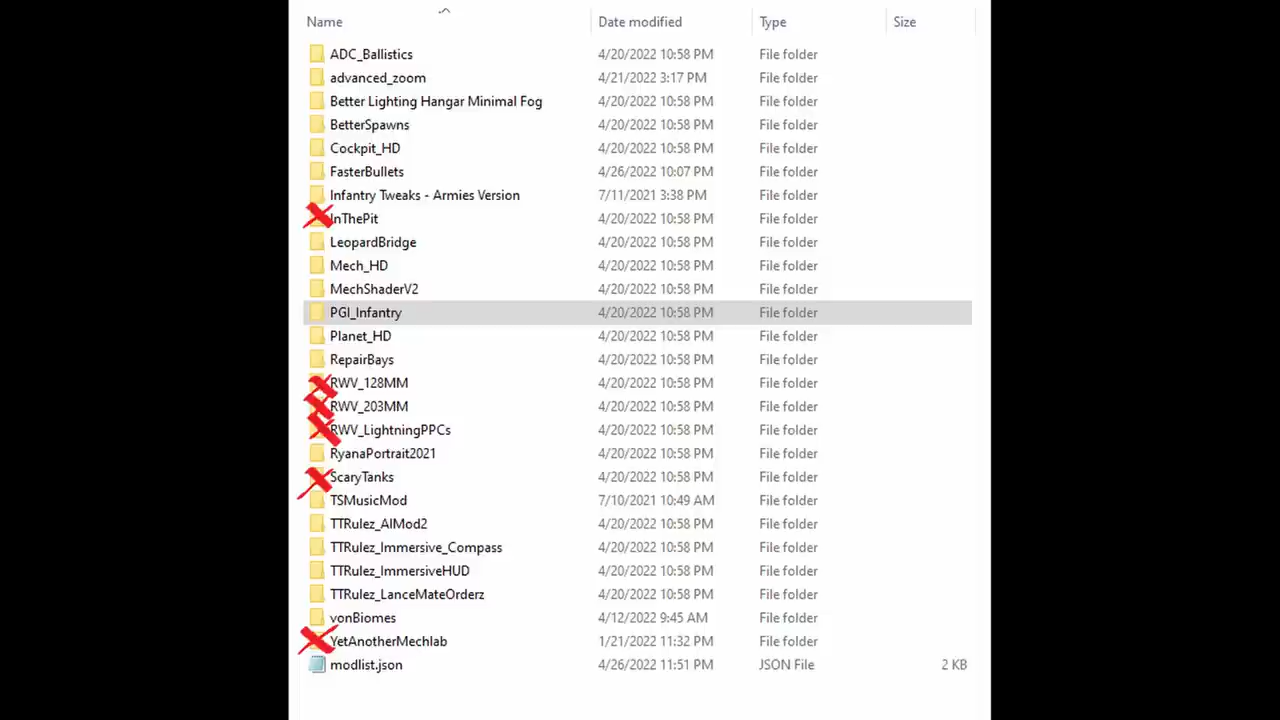 Name Date modified Type Size
ADC_Ballistics 4/20/2022 10:58 PM File folder
advanced_zoom 4/21/2022 3:17 PM File folder
Better Lighting Hangar Minimal Fog 4/20/2022 10:58 PM File folder
BetterSpawns 4/20/2022 10:58 PM File folder
Cockpit_HD 4/20/2022 10:58 PM File folder
FasterBullets 4/26/2022 10:07 PM File folder
Infantry Tweaks - Armies Version 7/11/2021 3:38 PM File folder
InThePit 4/20/2022 10:58 PM File folder
LeopardBridge 4/20/2022 10:58 PM File folder
Mech_HD 4/20/2022 10:58 PM File folder
MechShaderV2 4/20/2022 10:58 PM File folder
PGI_Infantry 4/20/2022 10:58 PM File folder
Planet_HD 4/20/2022 10:58 PM File folder
RepairBays 4/20/2022 10:58 PM File folder
RWV_128MM 4/20/2022 10:58 PM File folder
RWV_203MM 4/20/2022 10:58 PM File folder
RWV_LightningPPCs 4/20/2022 10:58 PM File folder
RyanaPortrait2021 4/20/2022 10:58 PM File folder
ScaryTanks 4/20/2022 10:58 PM File folder
TSMusicMod 7/10/2021 10:49 AM File folder
TTRulez_AIMod2 4/20/2022 10:58 PM File folder
TTRulez_Immersive_Compass 4/20/2022 10:58 PM File folder
TTRulez_ImmersiveHUD 4/20/2022 10:58 PM File folder
TTRulez_LanceMateOrderz 4/20/2022 10:58 PM File folder
vonBiomes 4/12/2022 9:45 AM File folder
YetAnotherMechlab 1/21/2022 11:32 PM File folder
modlist.json 4/26/2022 11:51 PM JSON File 2 KB